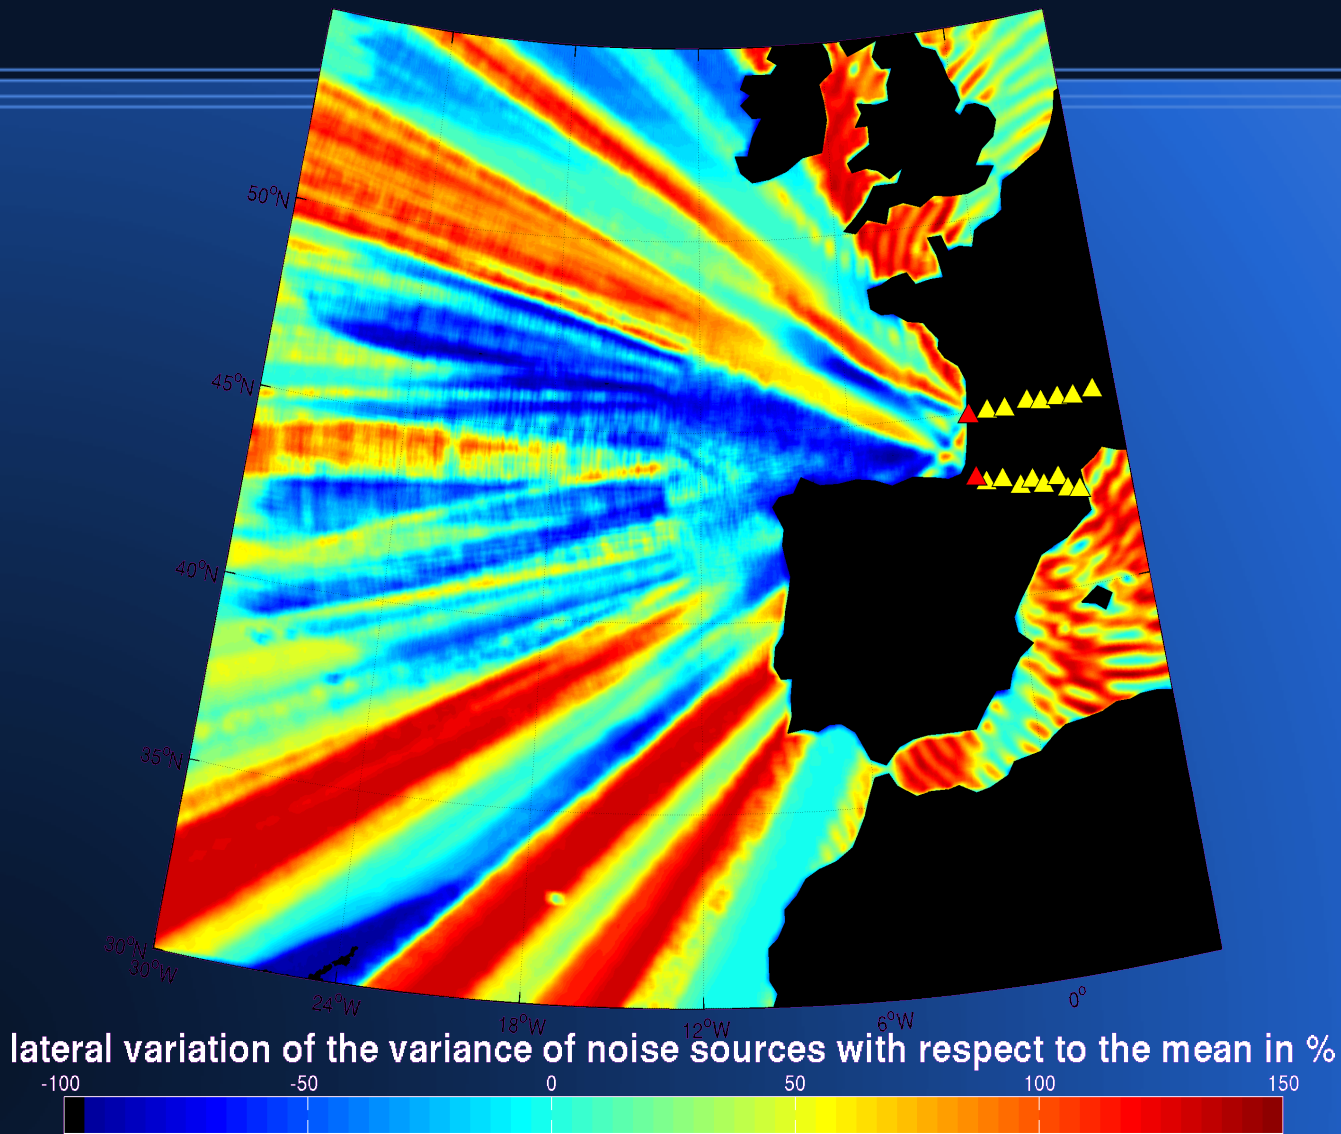 50°N
45°N
40°N
35°N
30°N
30°W
24°W
18°W
12°W
6°W
0°
lateral variation of the variance of noise sources with respect to the mean in %
-100 -50 0 50 100 150